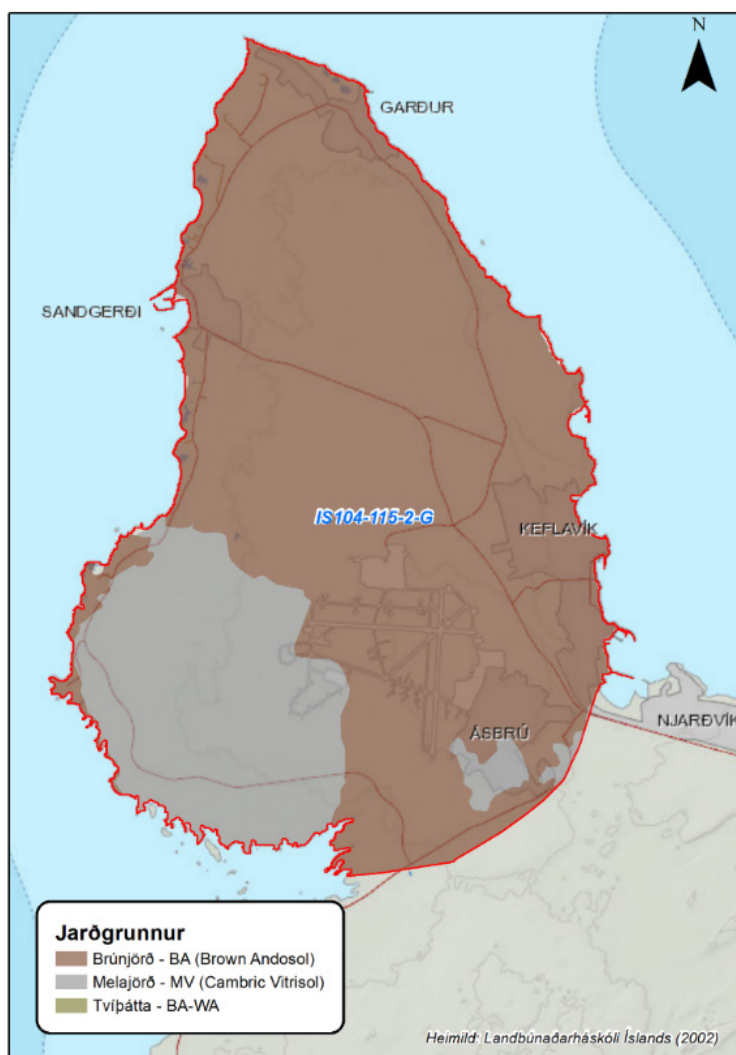 N
GARÐUR
SANDGERÐI
IS104-115-2-G
KEFLAVÍK
NJARÐVÍK
ÁSBRÚ
Jarðgrunnur
Brúnjörð - BA (Brown Andosol)
Melajörð - MV (Cambric Vitrisol)
Tvíþátta - BA-WA
Heimild: Landbúnaðarháskóli Íslands (2002)